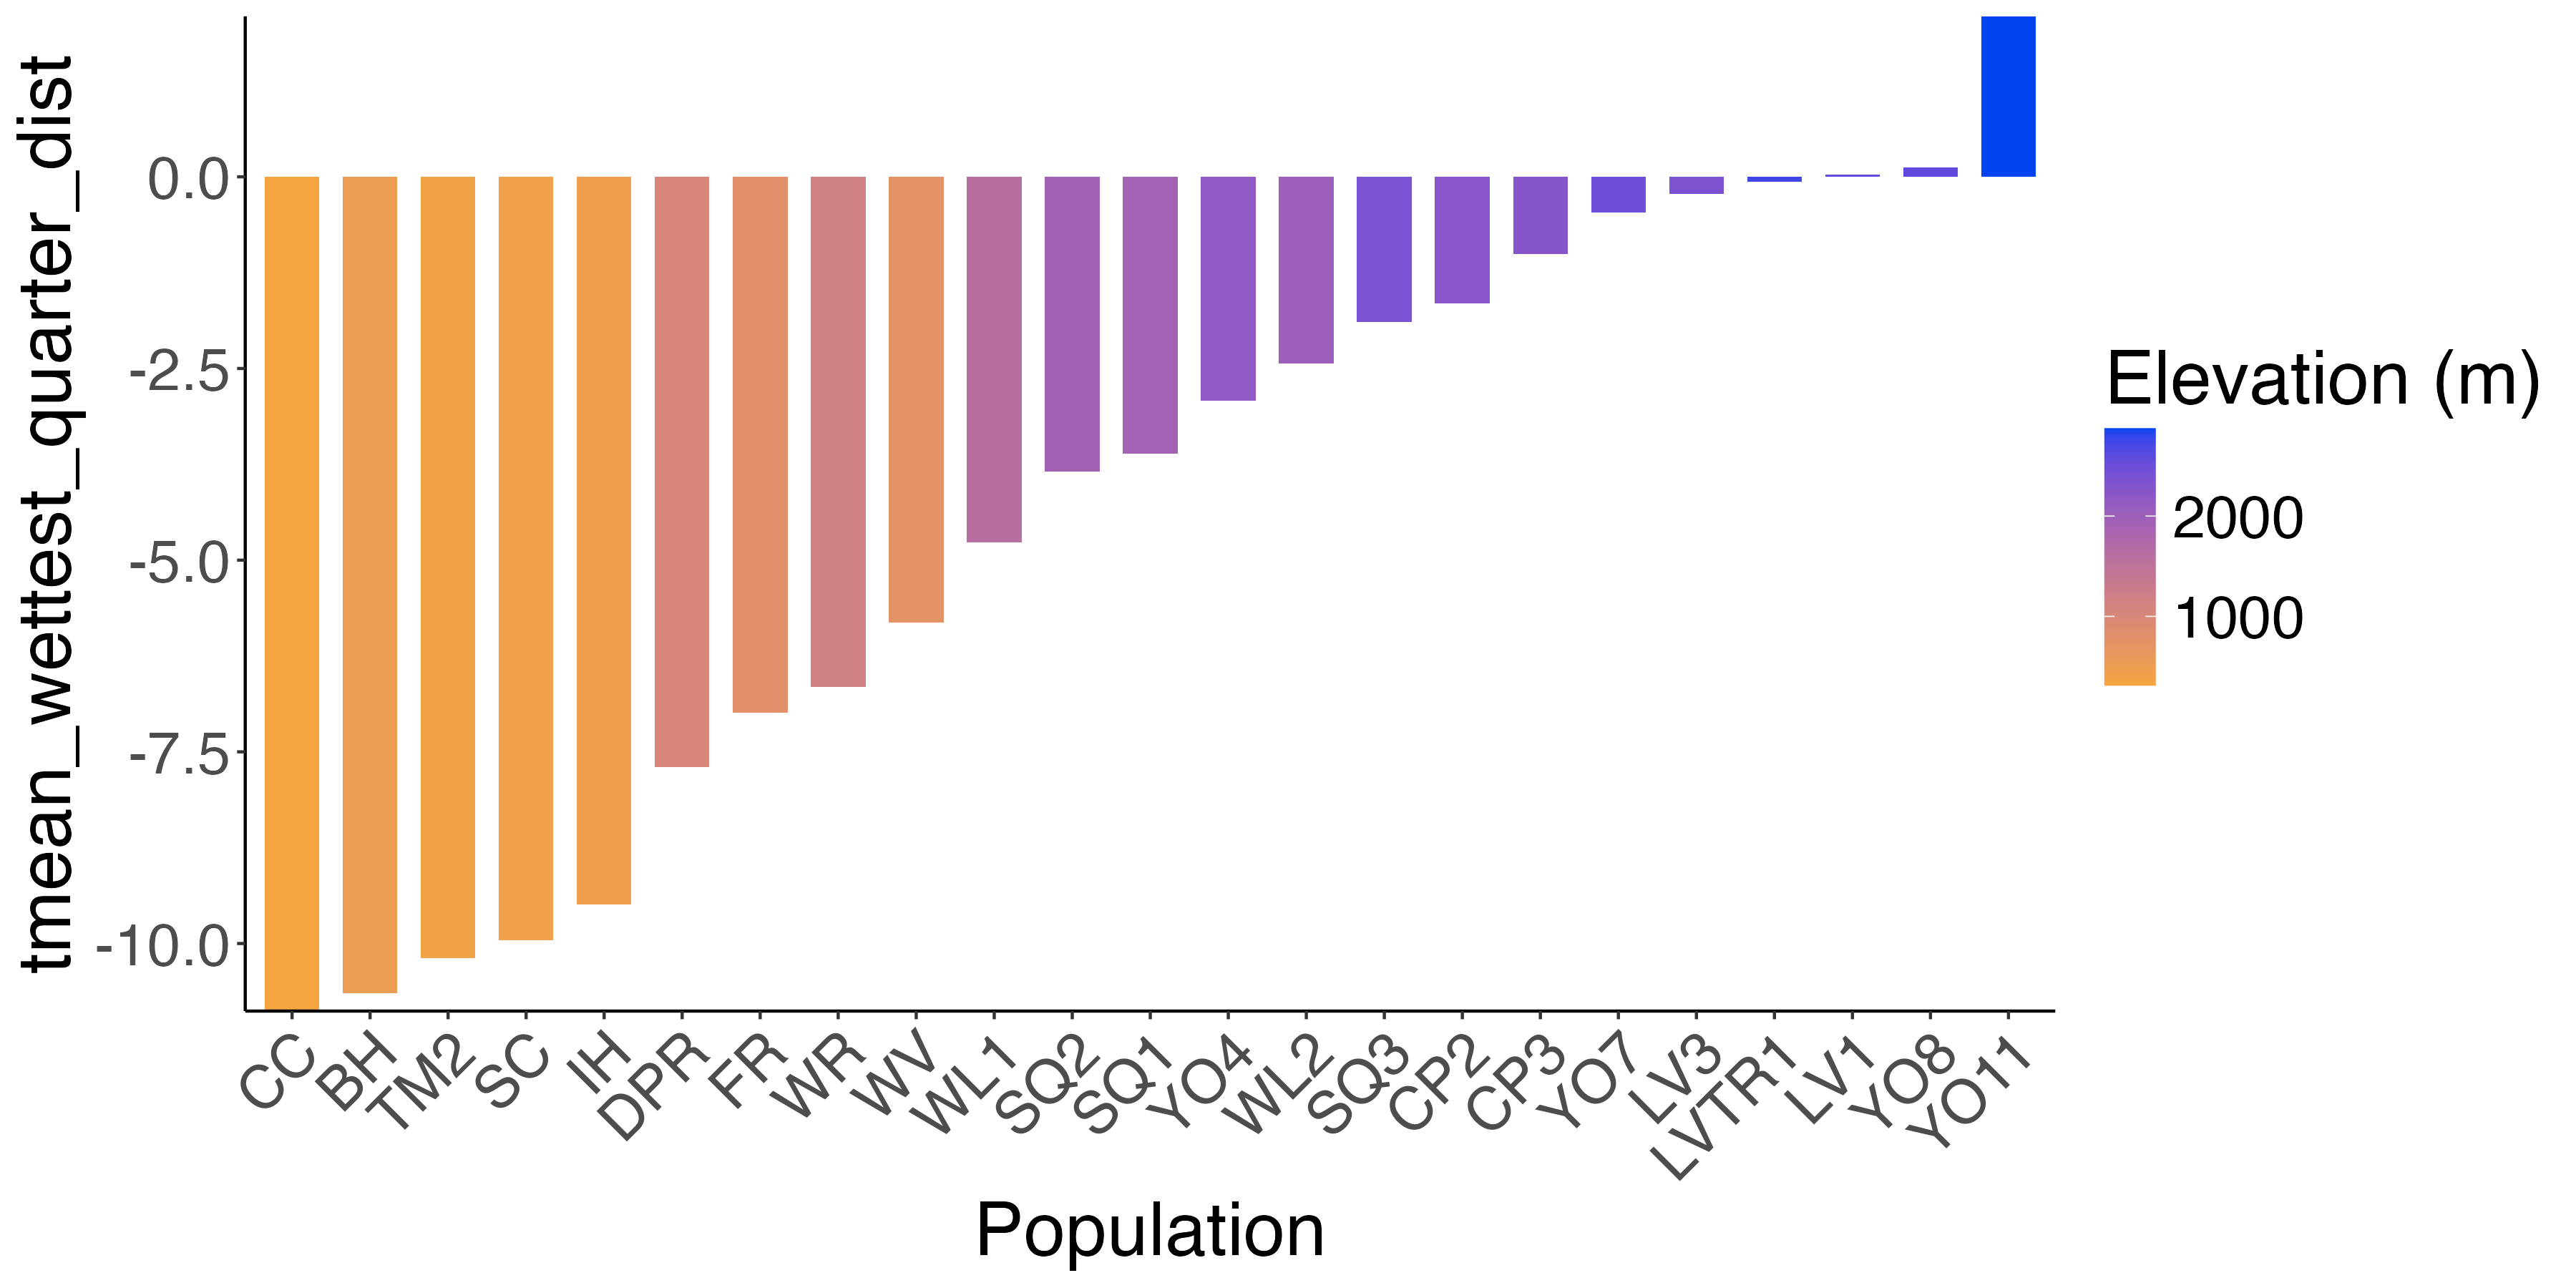 tmean_wettest_quarter_dist
0.0
-2.5
-5.0
-7.5
-10.0
CC
BH
TM2
SC
IH
DPR
FR
WR
WV
WL1
SQ2
SQ1
YO4
WL2
SQ3
CP2
CP3
YO7
LV3
LVTR1
LV1
YO8
YO11
Population
Elevation (m)
2000
1000